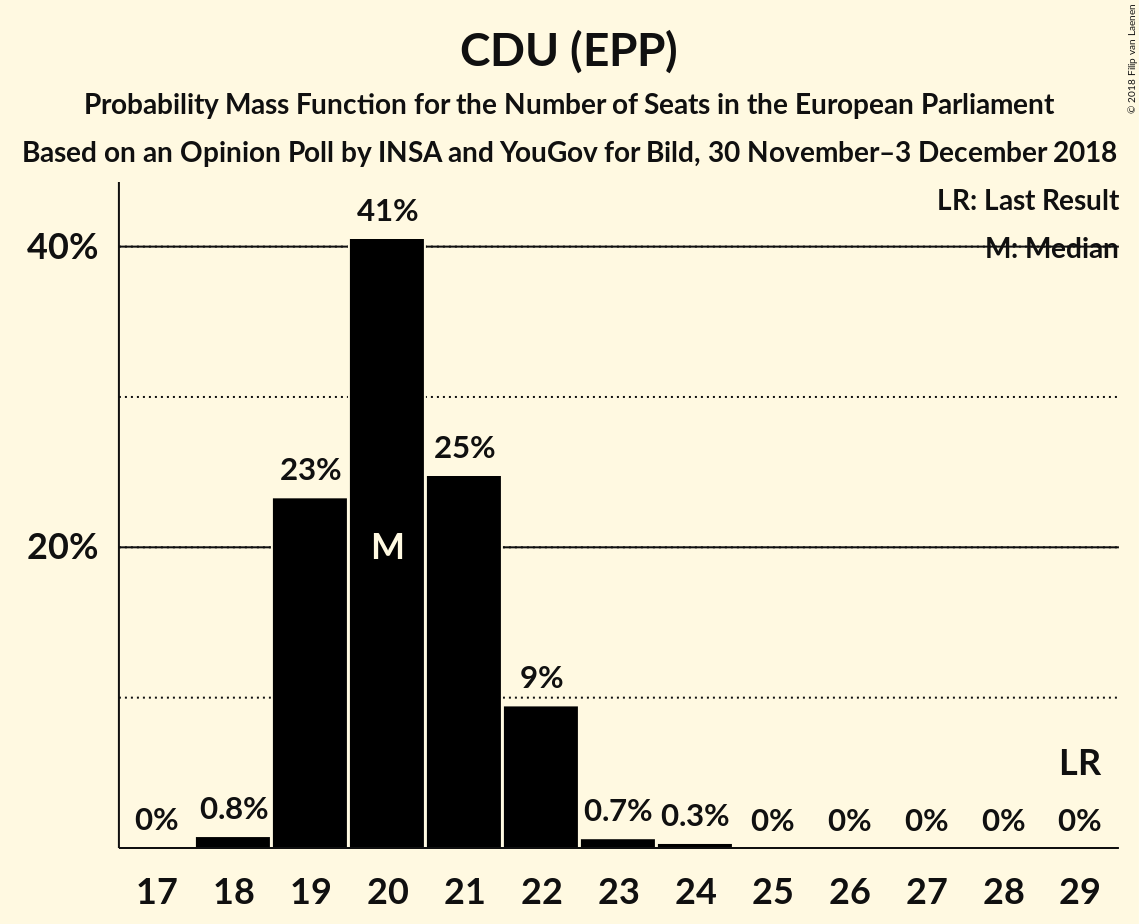 CDU (EPP)
Probability Mass Function for the Number of Seats in the European Parliament
Based on an Opinion Poll by INSA and YouGov for Bild, 30 November–3 December 2018
© 2018 Filip van Laenen
LR: Last Result
M: Median
40%
20%
0%
0.8%
23%
41%
25%
9%
0.7%
0.3%
0%
0%
0%
0%
0%
M
LR
17 18 19 20 21 22 23 24 25 26 27 28 29